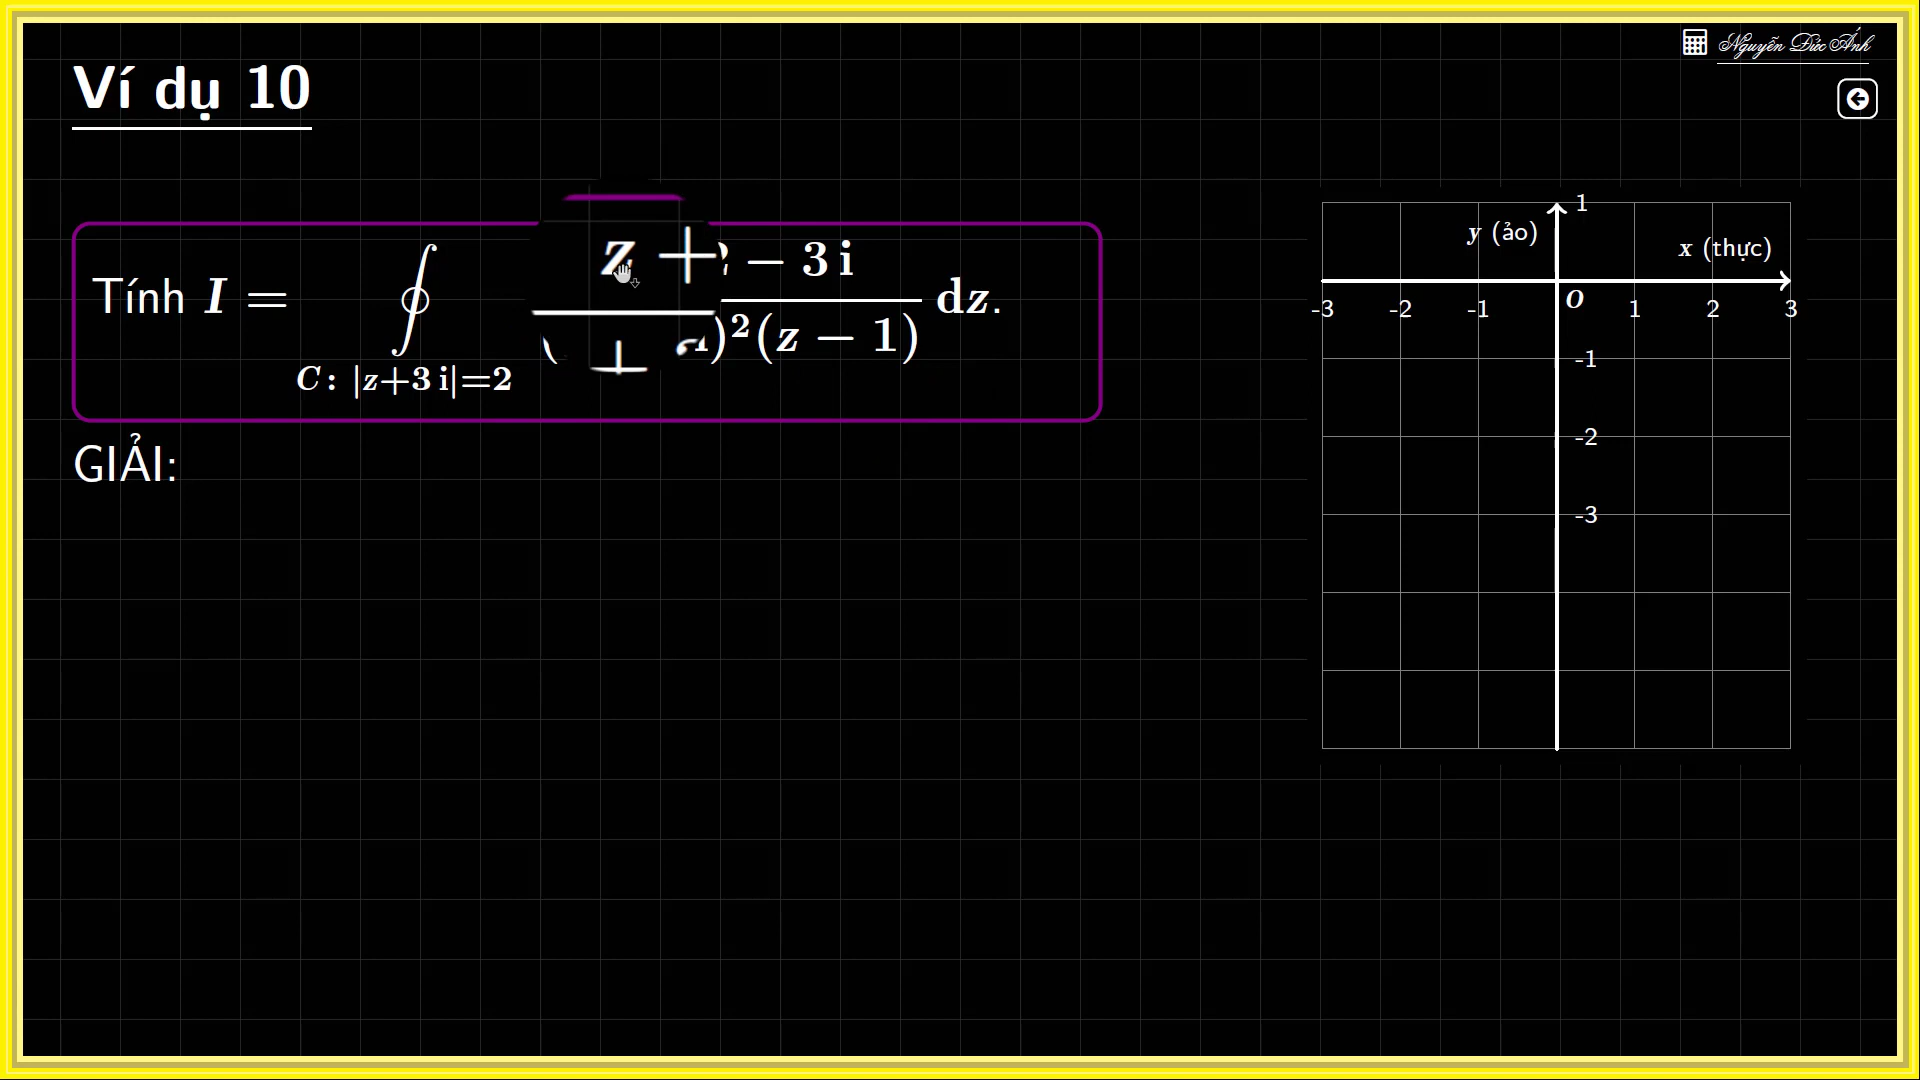 Nguyễn Đức Ánh
Ví dụ 10
Tính I = ∮ z + − 3 i
)²(z − 1) dz.
C: |z+3 i|=2
GIẢI:
1
y (ảo)
x (thực)
-3 -2 -1 O 1 2 3
-1
-2
-3